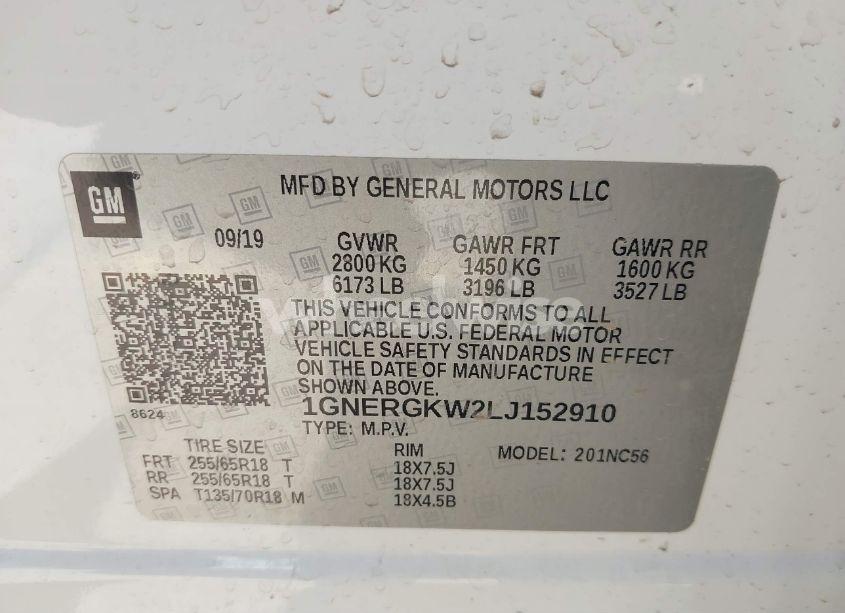 GM
MFD BY GENERAL MOTORS LLC
09/19
GVWR GAWR FRT GAWR RR
2800 KG 1450 KG 1600 KG
6173 LB 3196 LB 3527 LB
THIS VEHICLE CONFORMS TO ALL
APPLICABLE U.S. FEDERAL MOTOR
VEHICLE SAFETY STANDARDS IN EFFECT
ON THE DATE OF MANUFACTURE
SHOWN ABOVE.
8624
1GNERGKW2LJ152910
TYPE: M.P.V.
TIRE SIZE RIM MODEL: 201NC56
FRT 255/65R18 T 18X7.5J
RR 255/65R18 T 18X7.5J
SPA T135/70R18 M 18X4.5B